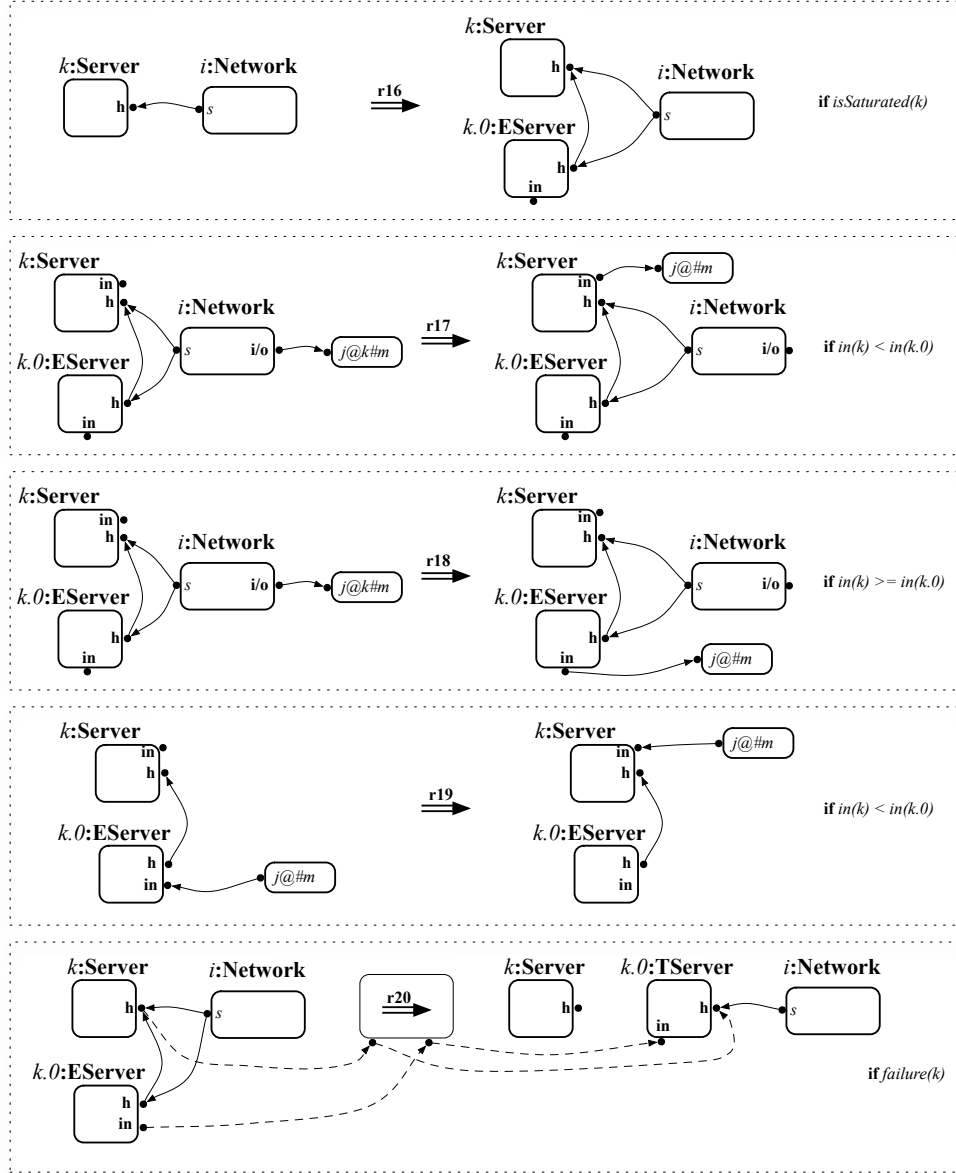 k:Server
k:Server i:Network i:Network
h h
s r16 s if isSaturated(k)
k.0:EServer
h
in
k:Server k:Server
in in j@#m
h h
i:Network i:Network
r17
s i/o j@k#m s i/o if in(k) < in(k.0)
k.0:EServer k.0:EServer
h h
in in
k:Server k:Server
in in
h h
i:Network i:Network
r18
s i/o j@k#m s i/o if in(k) >= in(k.0)
k.0:EServer k.0:EServer
h h
in in
j@#m
k:Server k:Server
in in j@#m
h h
r19
if in(k) < in(k.0)
k.0:EServer k.0:EServer
h h
in j@#m in
k:Server i:Network k:Server k.0:TServer i:Network
r20
h s h h s
in
k.0:EServer if failure(k)
h
in